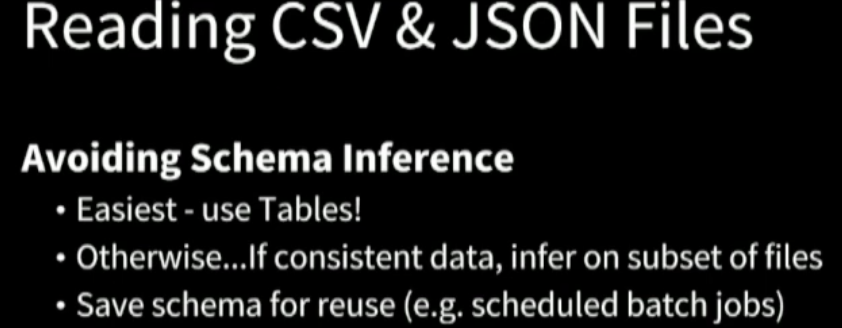 Reading CSV & JSON Files
Avoiding Schema Inference
• Easiest - use Tables!
• Otherwise...If consistent data, infer on subset of files
• Save schema for reuse (e.g. scheduled batch jobs)